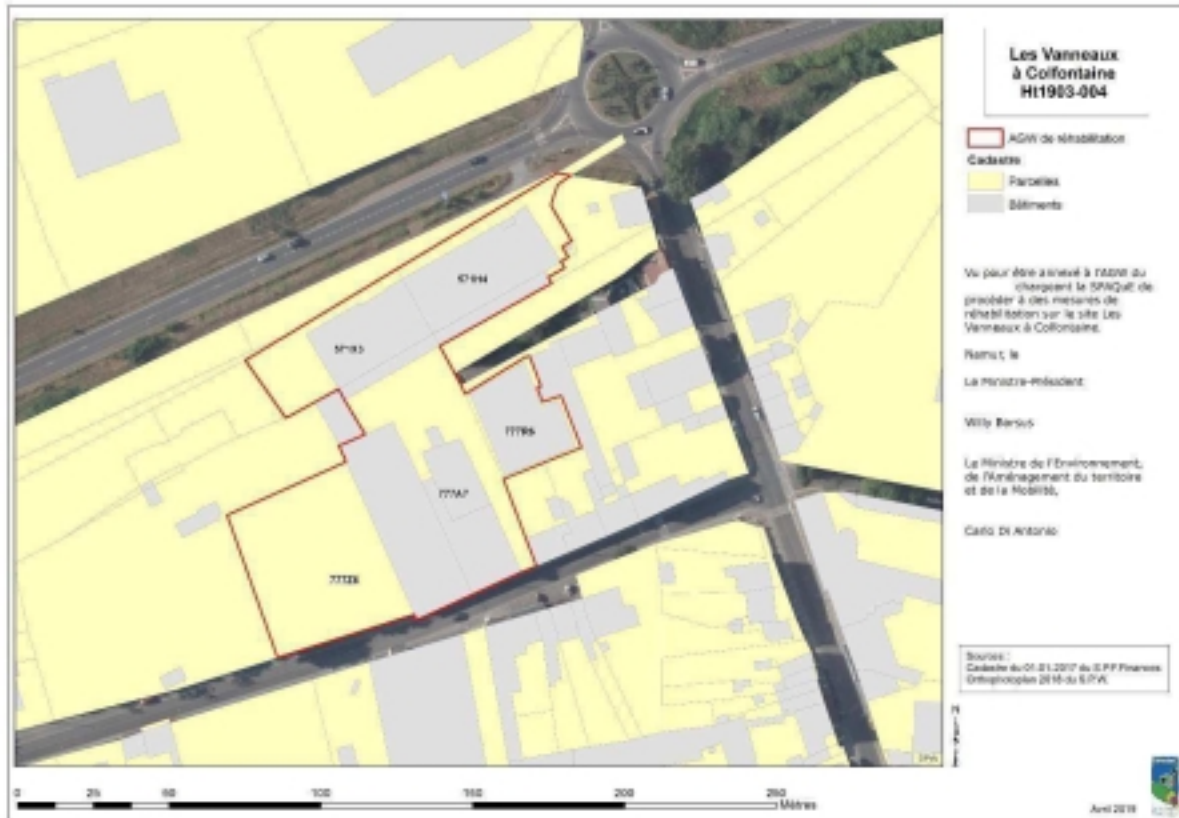 Les Vanneaux
à Colfontaine
Ht1903-004
AGW de réhabilitation
Cadastre
Parcelles
Bâtiments
Vu pour être annexé à l'AGW du
chargeant la SPAQuE de
procéder à des mesures de
réhabilitation sur le site Les
Vanneaux à Colfontaine.
Namur, le
Le Ministre-Président
Willy Borsus
Le Ministre de l'Environnement,
de l'Aménagement du territoire
et de la Mobilité,
Carlo Di Antonio
777R6
777A7
Sources :
Cadastre du 01.01.2017 du S.P.F Finances
Orthophotoplan 2016 du S.P.W.
0 25 50 100 150 200 250
Mètres
Avril 2019